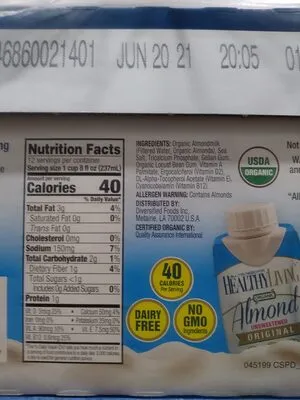 46860021401 JUN 20 21 20:05 01
Nutrition Facts
12 servings per container
Serving size 1 cup 8 fl oz (237mL)
Amount per serving
Calories 40
% Daily Value*
Total Fat 3g 4%
Saturated Fat 0g 0%
Trans Fat 0g
Cholesterol 0mg 0%
Sodium 150mg 7%
Total Carbohydrate 2g 1%
Dietary Fiber 1g 4%
Total Sugars <1g
Includes 0g Added Sugars 0%
Protein 1g
INGREDIENTS: Organic Almondmilk
(Filtered Water, Organic Almonds), Sea
Salt, Tricalcium Phosphate, Gellan Gum,
Organic Locust Bean Gum, Vitamin A
Palmitate, Ergocalciferol (Vitamin D2),
DL-Alpha-Tocopherol Acetate (Vitamin E),
Cyanocobalamin (Vitamin B12).
ALLERGEN WARNING: Contains Almonds
DISTRIBUTED BY:
Diversified Foods Inc.
Metairie, LA 70002 U.S.A
CERTIFIED ORGANIC BY:
Quality Assurance International
USDA
ORGANIC
40
CALORIES
Per Serving
DAIRY
FREE
NO
GMO
Ingredients
HEALTHY LIVING
ORGANIC
Almond
UNSWEETENED
ORIGINAL
045199 CSPD